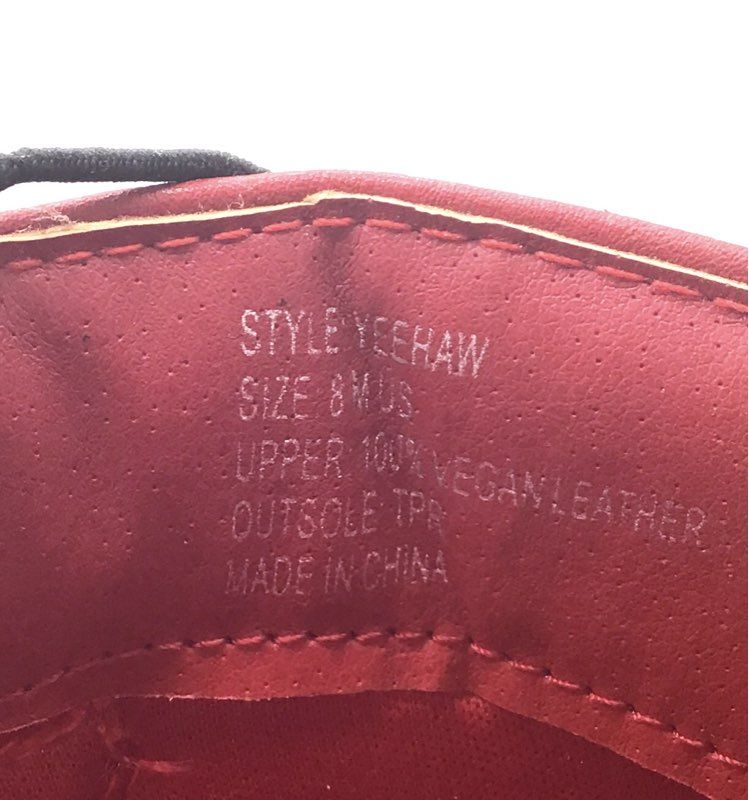 STYLE YEEHAW
SIZE 8M US
UPPER 100% VEGAN LEATHER
OUTSOLE TPR
MADE IN CHINA